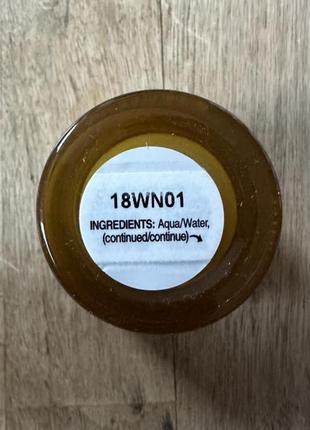 18WN01
INGREDIENTS: Aqua/Water,
(continued/continue)